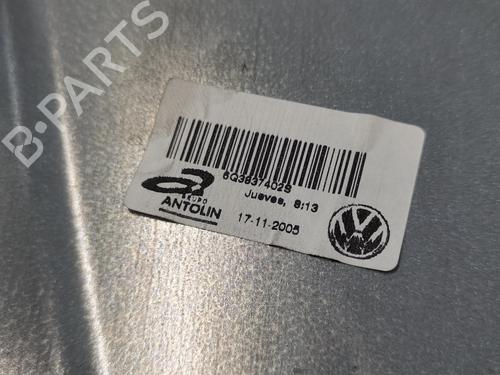 B-PARTS
6Q3837402S
Jueves, 8:13
GRUPO
ANTOLIN
17-11-2005